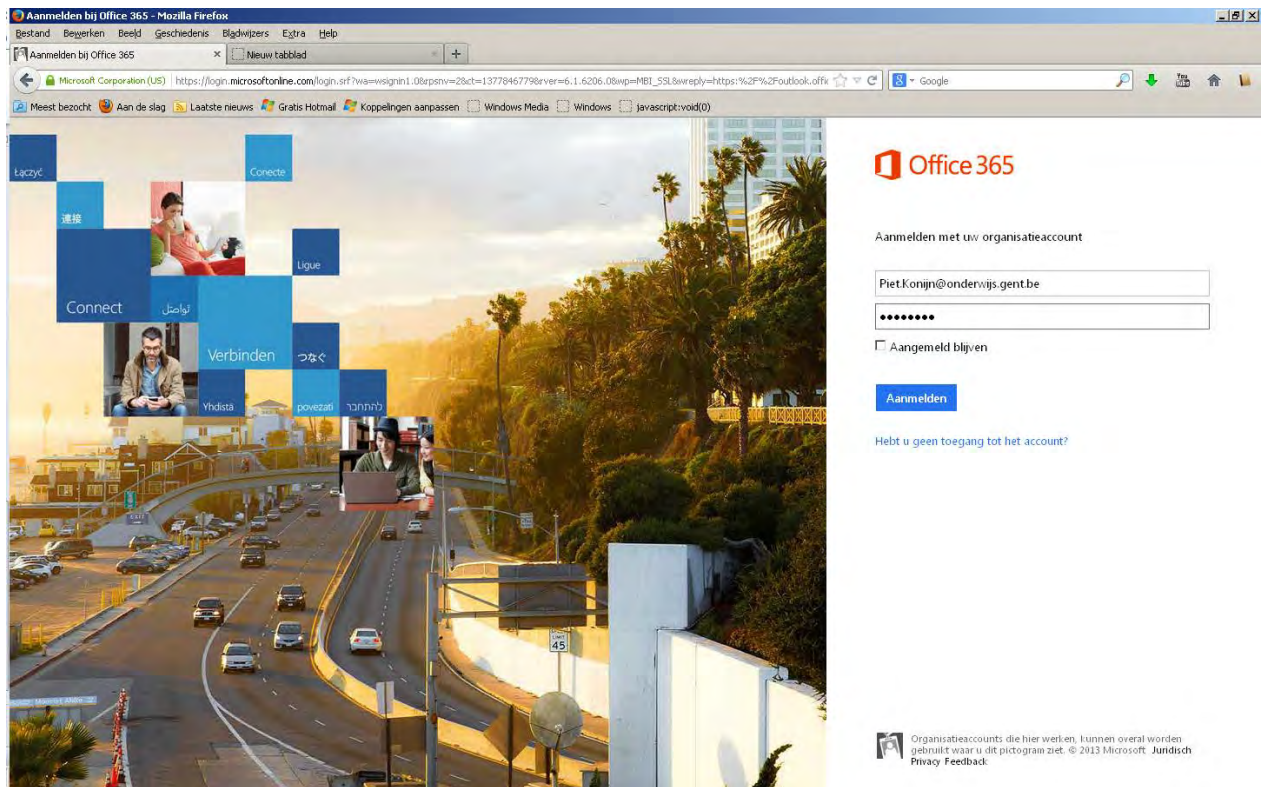 Aanmelden bij Office 365 - Mozilla Firefox
Bestand Bewerken Beeld Geschiedenis Bladwijzers Extra Help
Aanmelden bij Office 365 Nieuw tabblad
Microsoft Corporation (US) https://login.microsoftonline.com/login.srf?wa=wsignin1.0&rpsnv=2&ct=1377846779&rver=6.1.6206.0&wp=MBI_SSL&wreply=https:%2F%2Foutlook.offi Google
Meest bezocht Aan de slag Laatste nieuws Gratis Hotmail Koppelingen aanpassen Windows Media Windows javascript:void(0)
Łączyć
Conecte
連接
Ligue
Connect
تواصل
Verbinden
つなぐ
Yhdistä
povezati
להתחבר
EXIT
LIMIT
45
Office 365
Aanmelden met uw organisatieaccount
Piet.Konijn@onderwijs.gent.be
••••••••
Aangemeld blijven
Aanmelden
Hebt u geen toegang tot het account?
Organisatieaccounts die hier werken, kunnen overal worden
gebruikt waar u dit pictogram ziet. © 2013 Microsoft Juridisch
Privacy Feedback